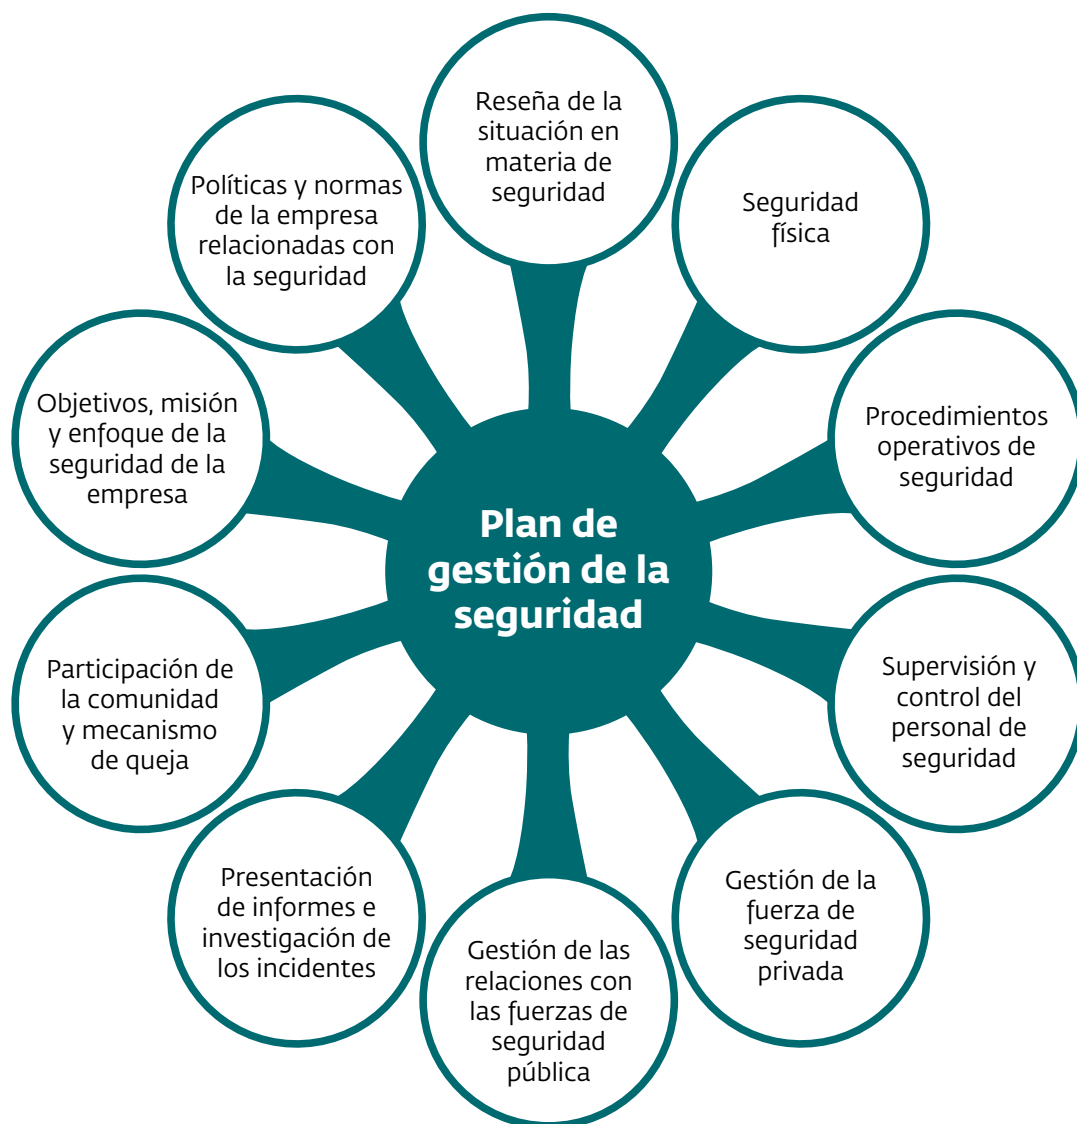 Reseña de la
situación en
materia de
seguridad
Seguridad
física
Procedimientos
operativos de
seguridad
Supervisión y
control del
personal de
seguridad
Gestión de la
fuerza de
seguridad
privada
Gestión de las
relaciones con
las fuerzas de
seguridad
pública
Presentación
de informes e
investigación de
los incidentes
Participación de
la comunidad
y mecanismo
de queja
Objetivos, misión
y enfoque de la
seguridad de la
empresa
Políticas y normas
de la empresa
relacionadas con
la seguridad
Plan de
gestión de la
seguridad